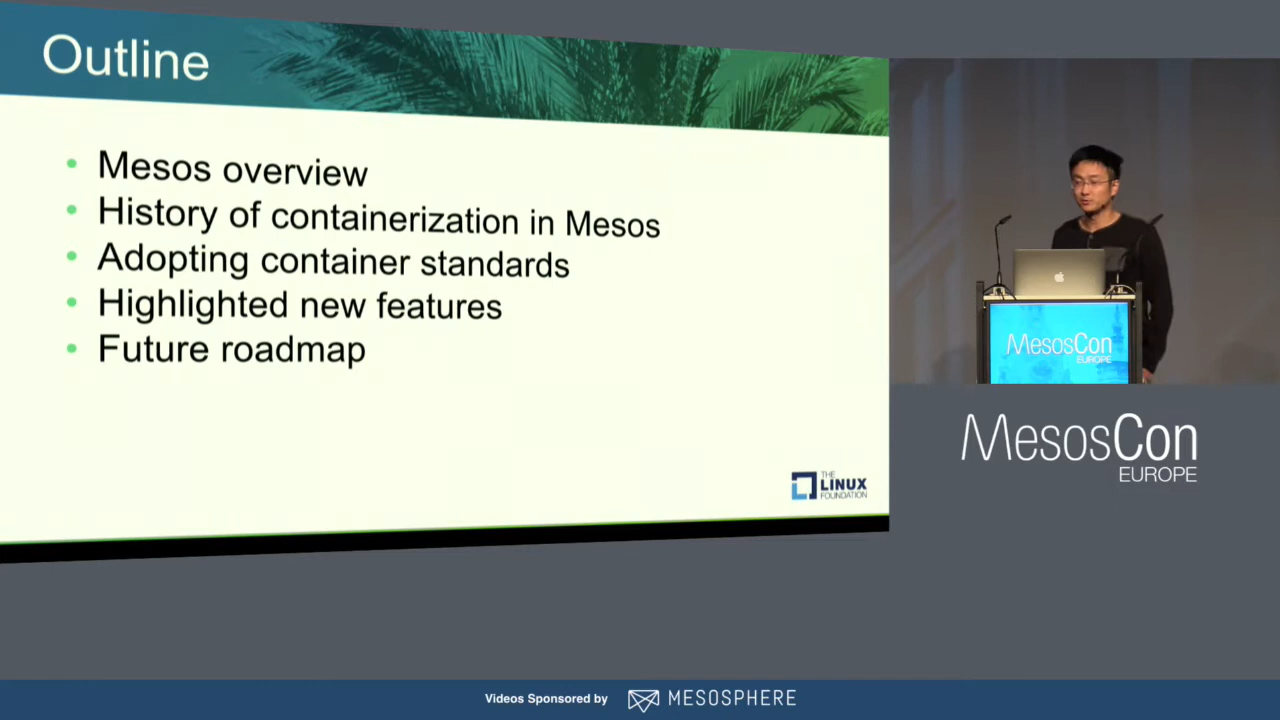 Outline
Mesos overview
History of containerization in Mesos
Adopting container standards
Highlighted new features
Future roadmap
THE
LINUX
FOUNDATION
MesosCon
EUROPE
MesosCon
EUROPE
Videos Sponsored by MESOSPHERE